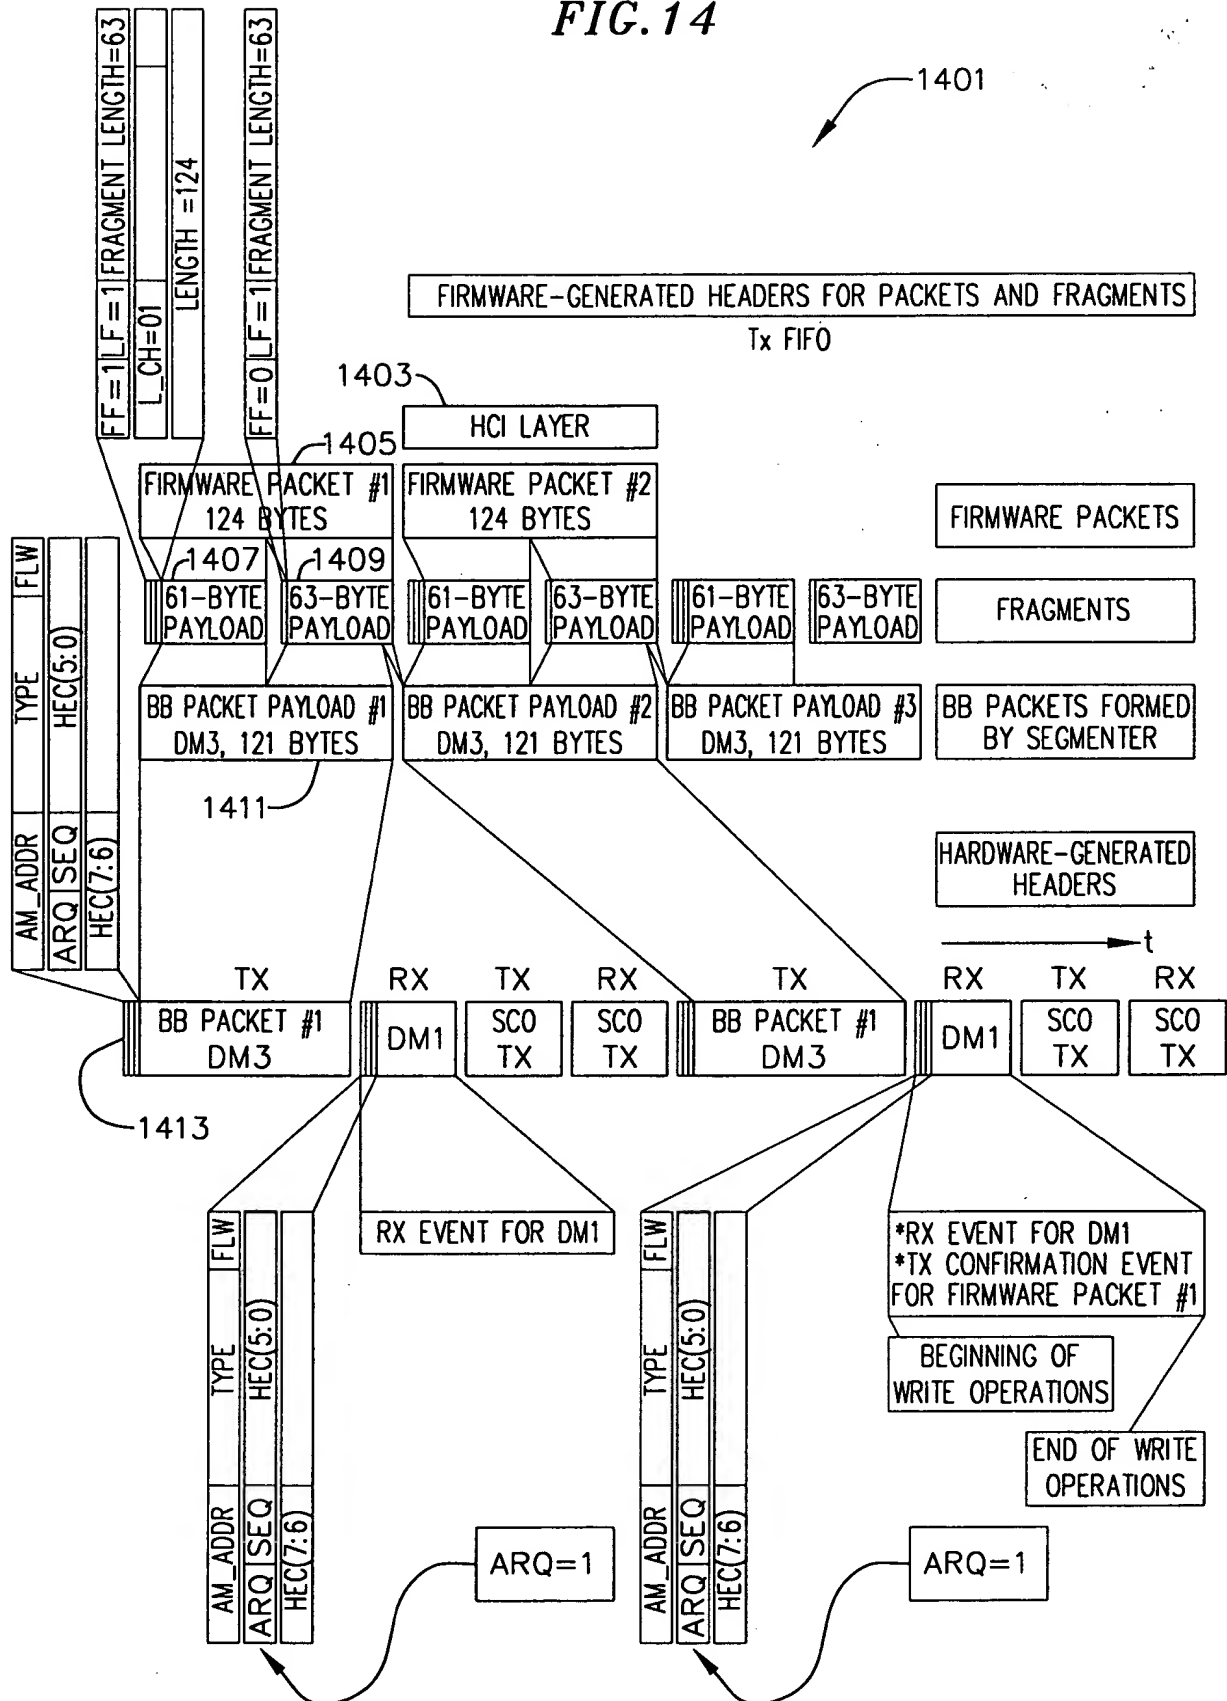 FIG. 14
1401
FF=1 LF=1 FRAGMENT LENGTH=63
L_CH=01
LENGTH =124
FF=0 LF=1 FRAGMENT LENGTH=63
FIRMWARE-GENERATED HEADERS FOR PACKETS AND FRAGMENTS
Tx FIFO
1403
HCI LAYER
1405
FIRMWARE PACKET #1
124 BYTES
FIRMWARE PACKET #2
124 BYTES
FIRMWARE PACKETS
1407
1409
61-BYTE
PAYLOAD
63-BYTE
PAYLOAD
61-BYTE
PAYLOAD
63-BYTE
PAYLOAD
61-BYTE
PAYLOAD
63-BYTE
PAYLOAD
FRAGMENTS
BB PACKET PAYLOAD #1
DM3, 121 BYTES
BB PACKET PAYLOAD #2
DM3, 121 BYTES
BB PACKET PAYLOAD #3
DM3, 121 BYTES
BB PACKETS FORMED
BY SEGMENTER
1411
AM_ADDR TYPE FLW
ARQ SEQ HEC(5:0)
HEC(7:6)
HARDWARE-GENERATED
HEADERS
t
TX
RX
TX
RX
TX
RX
TX
RX
BB PACKET #1
DM3
DM1
SCO
TX
SCO
TX
BB PACKET #1
DM3
DM1
SCO
TX
SCO
TX
1413
AM_ADDR TYPE FLW
ARQ SEQ HEC(5:0)
HEC(7:6)
RX EVENT FOR DM1
AM_ADDR TYPE FLW
ARQ SEQ HEC(5:0)
HEC(7:6)
*RX EVENT FOR DM1
*TX CONFIRMATION EVENT
FOR FIRMWARE PACKET #1
BEGINNING OF
WRITE OPERATIONS
END OF WRITE
OPERATIONS
ARQ=1
ARQ=1